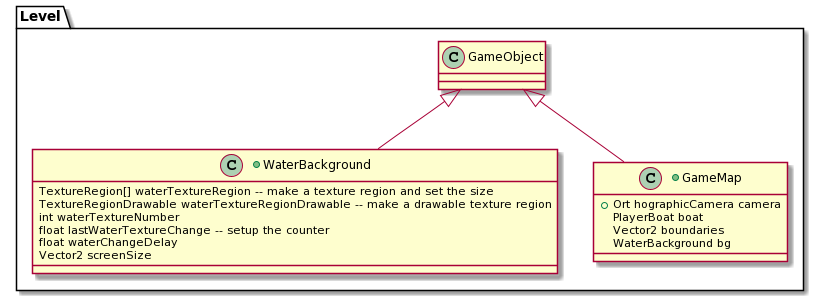 Level
C GameObject
C WaterBackground
TextureRegion[] waterTextureRegion -- make a texture region and set the size
TextureRegionDrawable waterTextureRegionDrawable -- make a drawable texture region
int waterTextureNumber
float lastWaterTextureChange -- setup the counter
float waterChangeDelay
Vector2 screenSize
C GameMap
Ort hographicCamera camera
PlayerBoat boat
Vector2 boundaries
WaterBackground bg